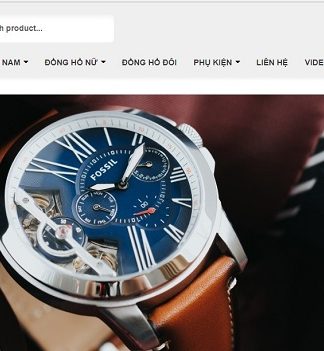 h product...
NAM ĐỒNG HỒ NỮ ĐỒNG HỒ ĐÔI PHỤ KIỆN LIÊN HỆ VIDE
FOSSIL